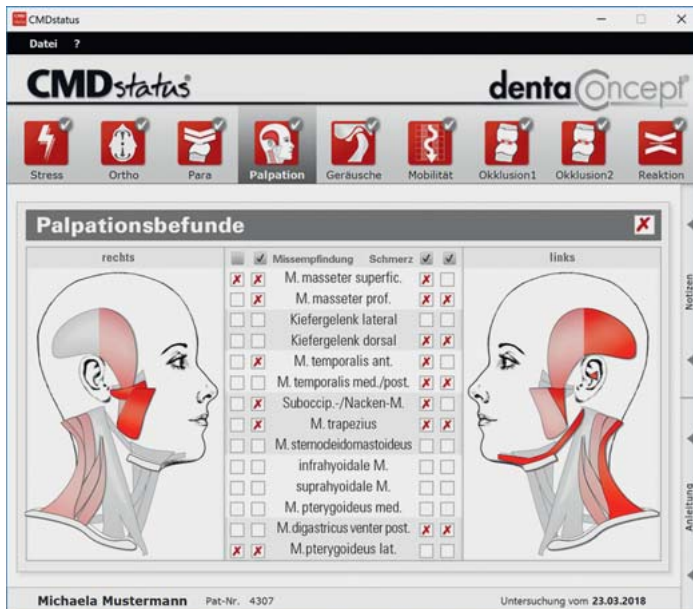 CMDstatus
Datei ?
CMDstatus®
dentaConcept®
Stress Ortho Para Palpation Geräusche Mobilität Okklusion1 Okklusion2 Reaktion
Palpationsbefunde
rechts Missempfindung Schmerz links
M. masseter superfic.
M. masseter prof.
Kiefergelenk lateral
Kiefergelenk dorsal
M. temporalis ant.
M. temporalis med./post.
Suboccip.-/Nacken-M.
M. trapezius
M. sternocleidomastoideus
infrahyoidale M.
suprahyoidale M.
M. pterygoideus med.
M.digastricus venter post.
M.pterygoideus lat.
Notizen
Anleitung
Michaela Mustermann Pat-Nr. 4307 Untersuchung vom 23.03.2018